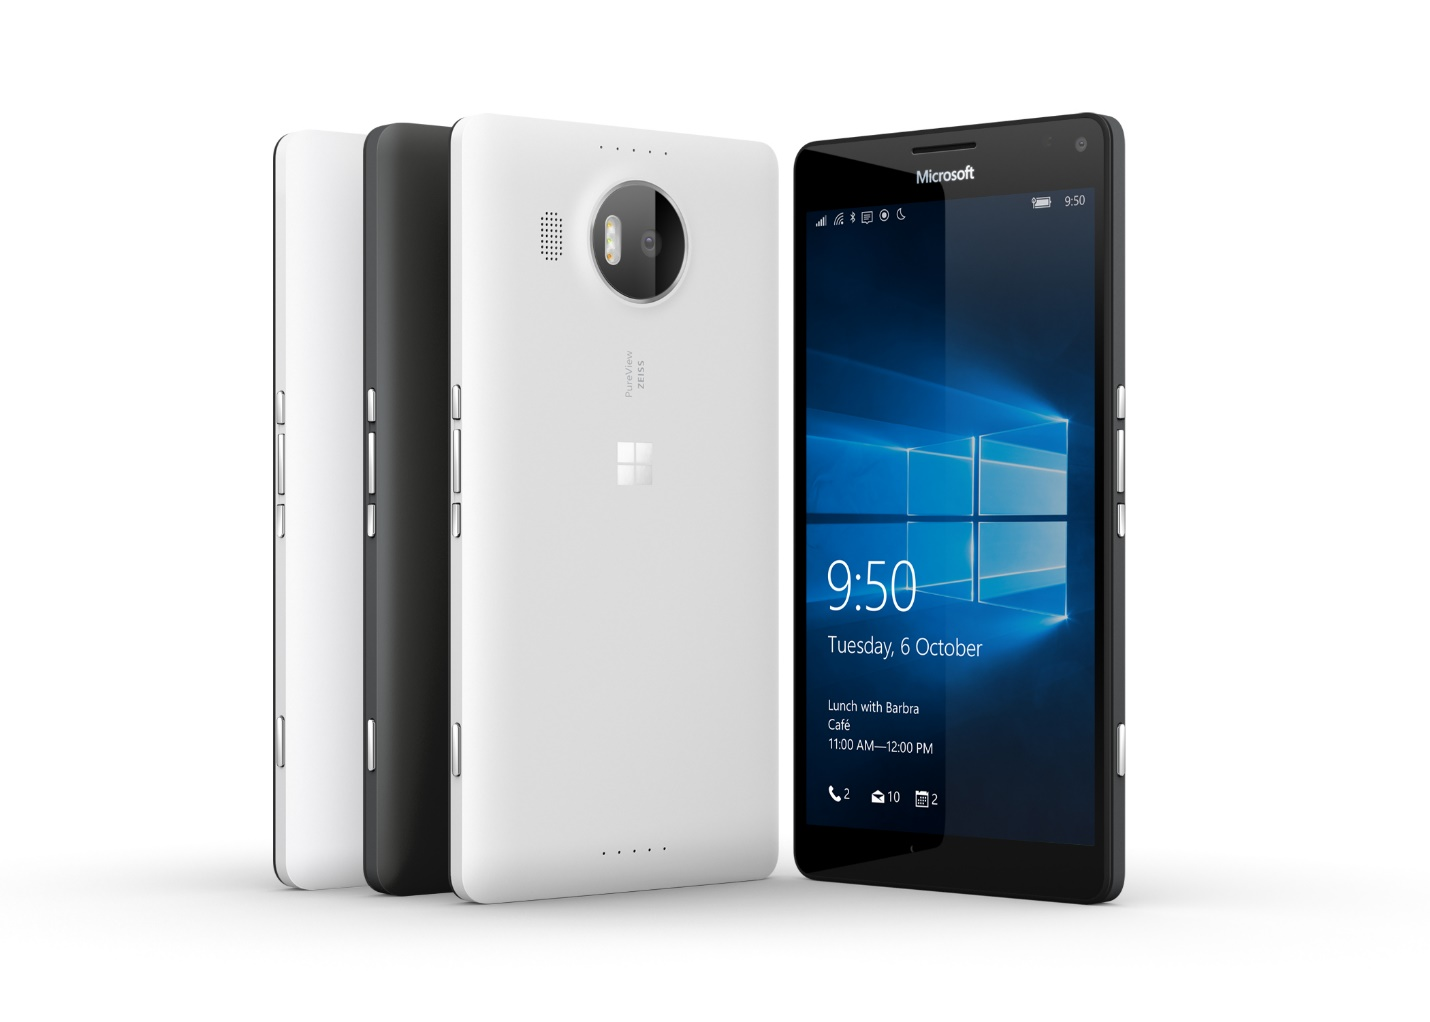 PureView
ZEISS
Microsoft
9:50
9:50
Tuesday, 6 October
Lunch with Barbra
Café
11:00 AM—12:00 PM
2
10
2